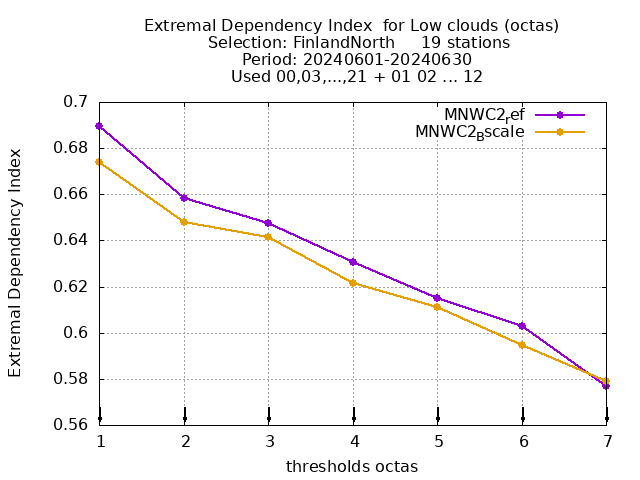 Extremal Dependency Index  for Low clouds (octas)
Selection: FinlandNorth     19 stations
Period: 20240601-20240630
Used 00,03,...,21 + 01 02 ... 12
MNWC2ref
MNWC2Bscale
Extremal Dependency Index
0.7
0.68
0.66
0.64
0.62
0.6
0.58
0.56
1 2 3 4 5 6 7
thresholds octas